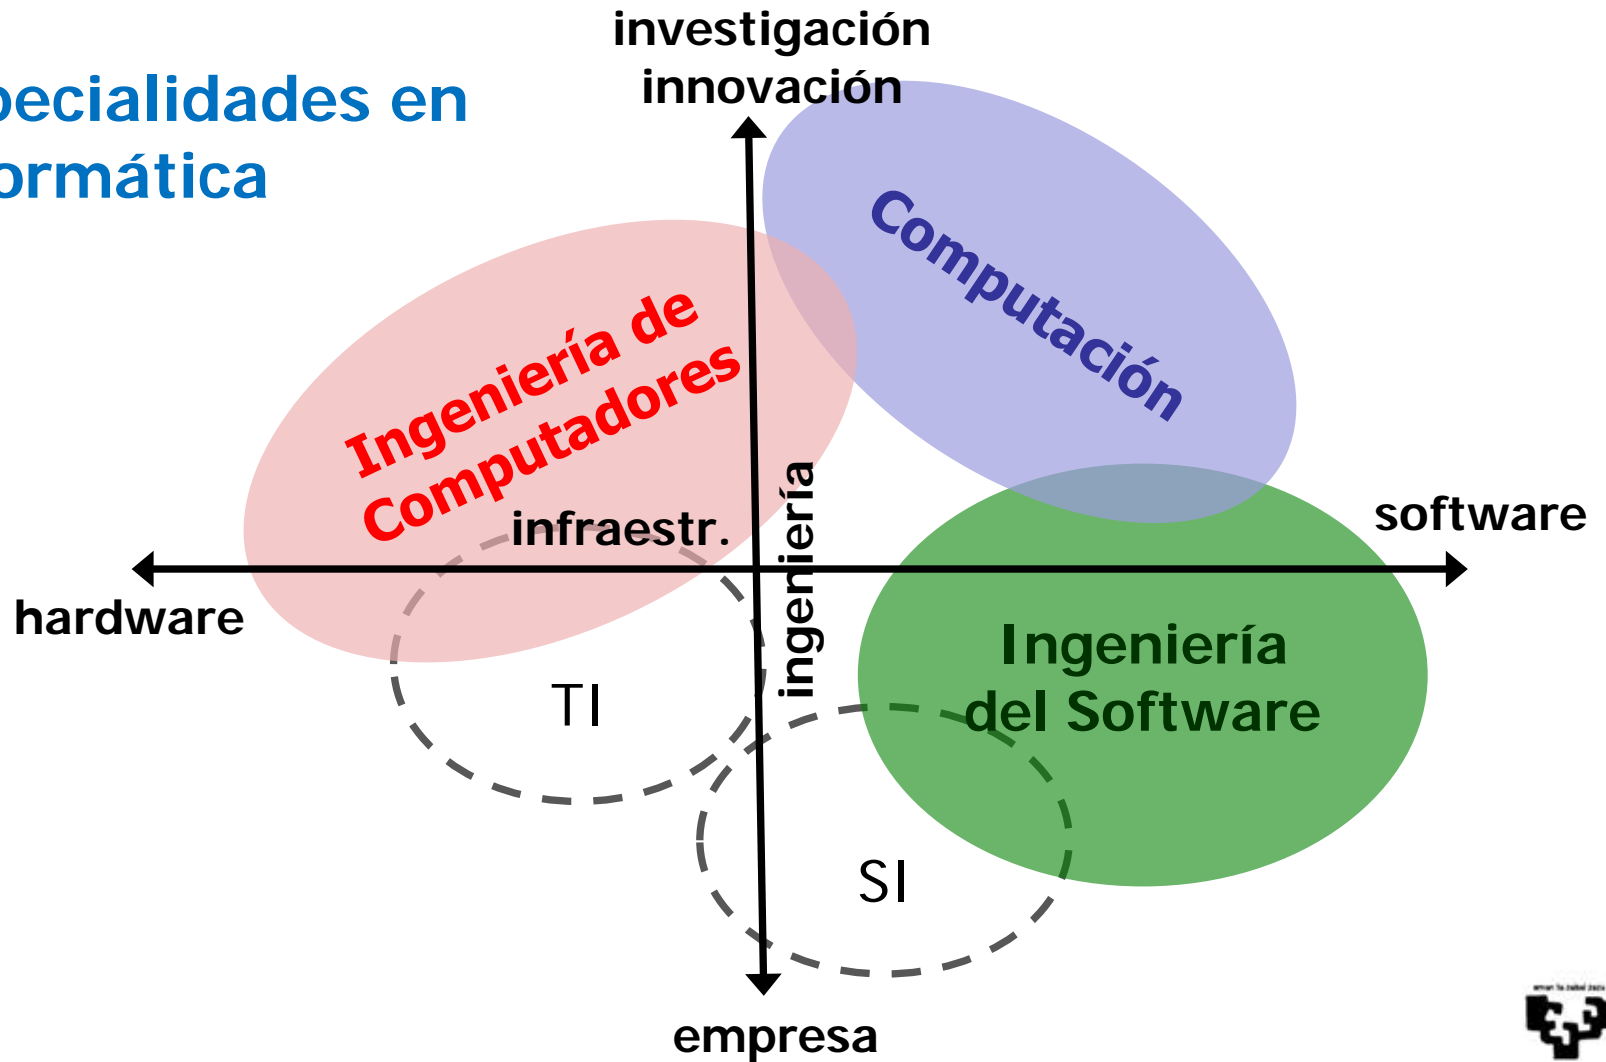 investigación
innovación
pecialidades en
ormática
Computación
Ingeniería de
Computadores
infraestr.
ingeniería
software
hardware
Ingeniería
del Software
TI
SI
empresa